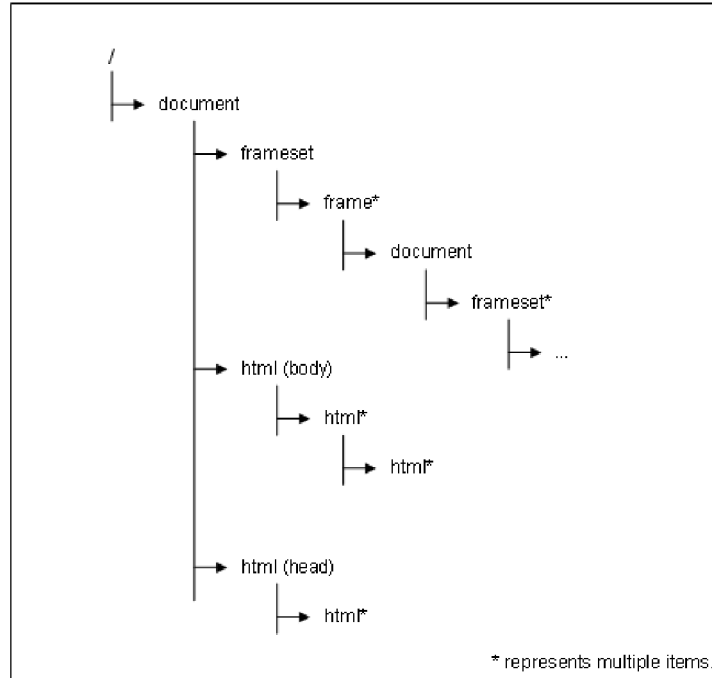 /
document
frameset
frame*
document
frameset*
...
html (body)
html*
html*
html (head)
html*
* represents multiple items.